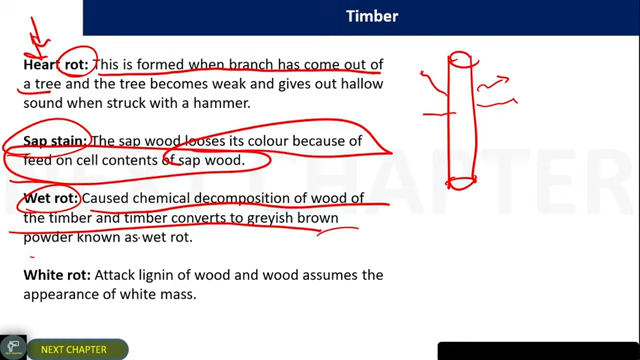 Timber
Heart rot: This is formed when branch has come out of
a tree and the tree becomes weak and gives out hallow
sound when struck with a hammer.
Sap stain: The sap wood looses its colour because of
feed on cell contents of sap wood.
Wet rot: Caused chemical decomposition of wood of
the timber and timber converts to greyish brown
powder known as wet rot.
White rot: Attack lignin of wood and wood assumes the
appearance of white mass.
NEXT CHAPTER
NEXT CHAPTER